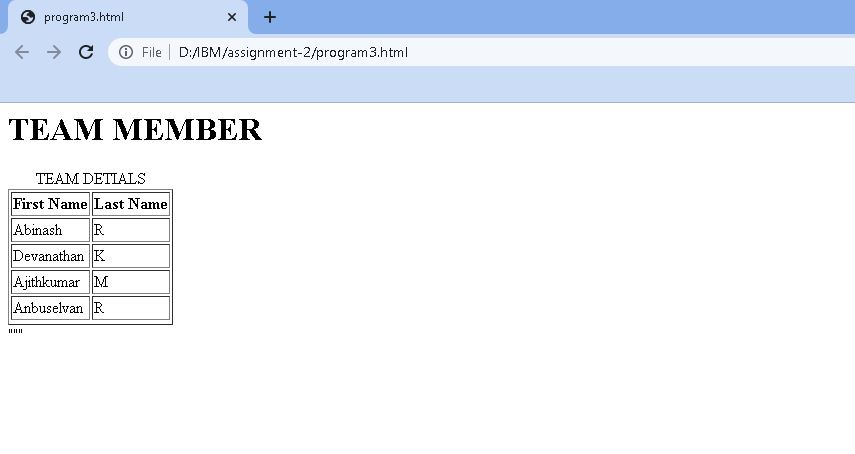 program3.html
File D:/IBM/assignment-2/program3.html
TEAM MEMBER
TEAM DETIALS
First Name Last Name
Abinash R
Devanathan K
Ajithkumar M
Anbuselvan R
"""